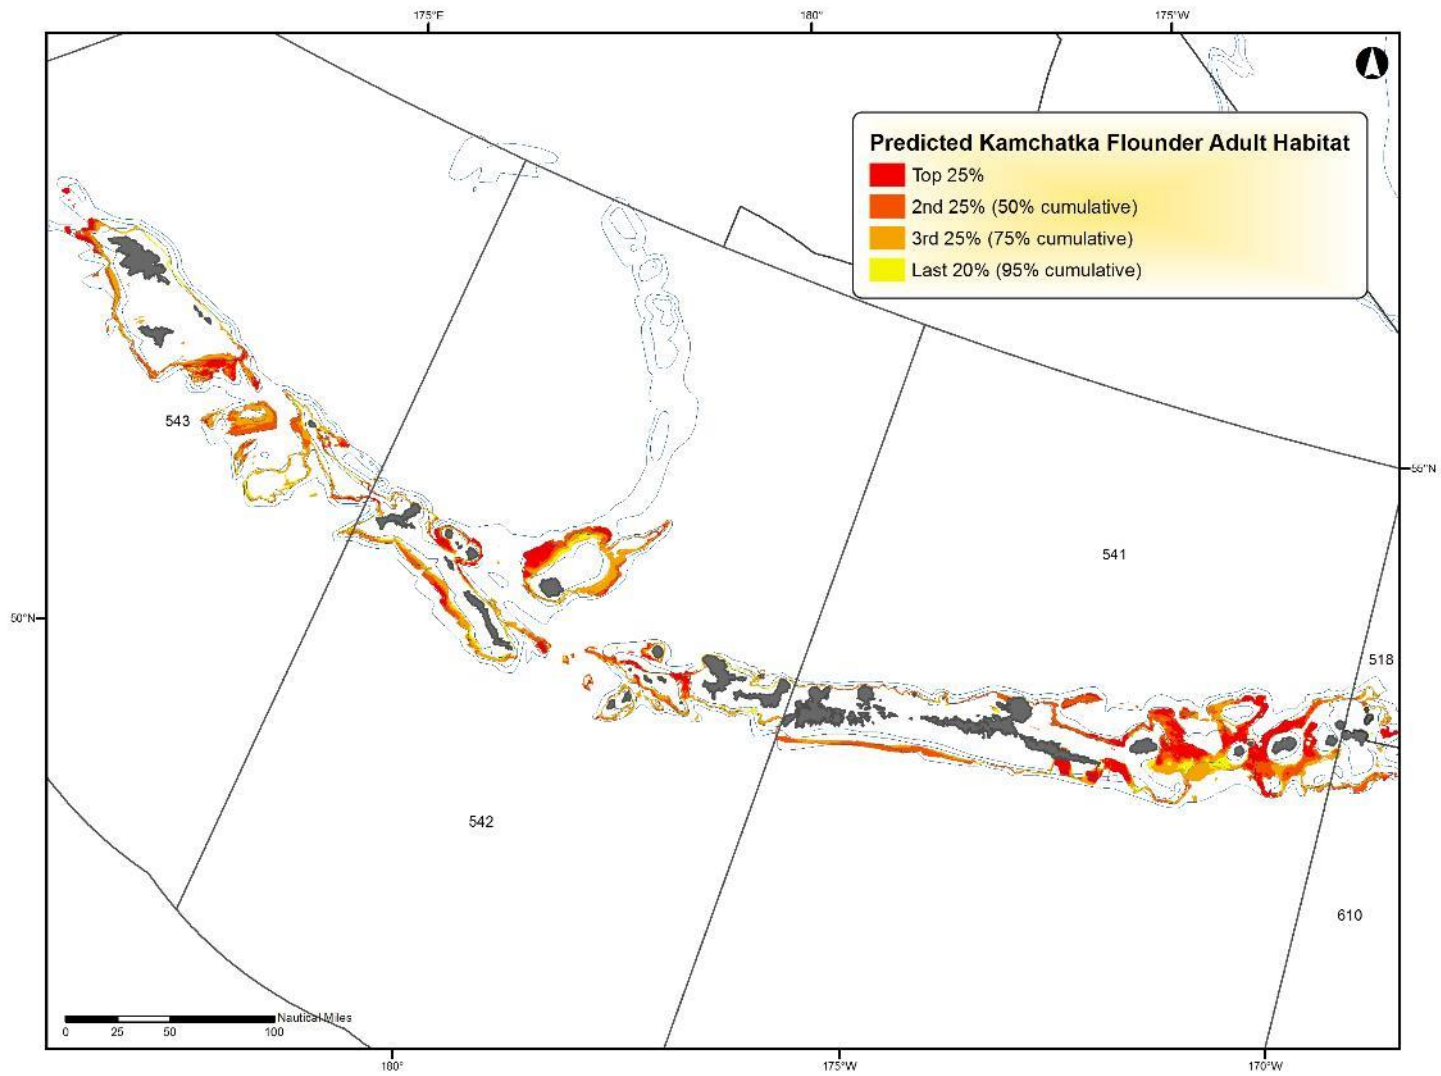 175°E
180°
175°W
Predicted Kamchatka Flounder Adult Habitat
Top 25%
2nd 25% (50% cumulative)
3rd 25% (75% cumulative)
Last 20% (95% cumulative)
543
55°N
541
50°N
518
542
610
Nautical Miles
0 25 50 100
180°
175°W
170°W